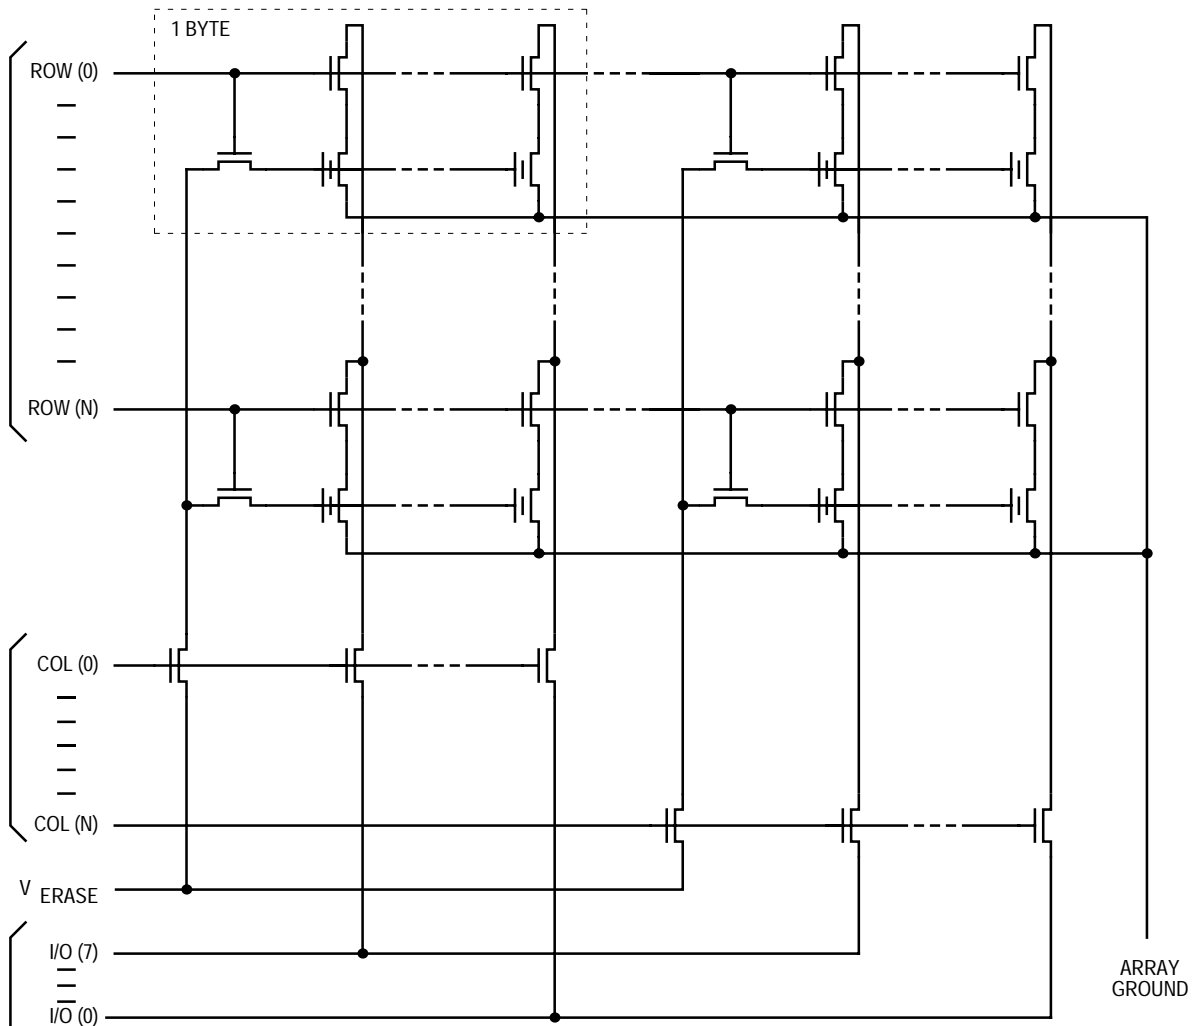 1 BYTE
ROW (0)
ROW (N)
COL (0)
COL (N)
V ERASE
I/O (7)
I/O (0)
ARRAY
GROUND